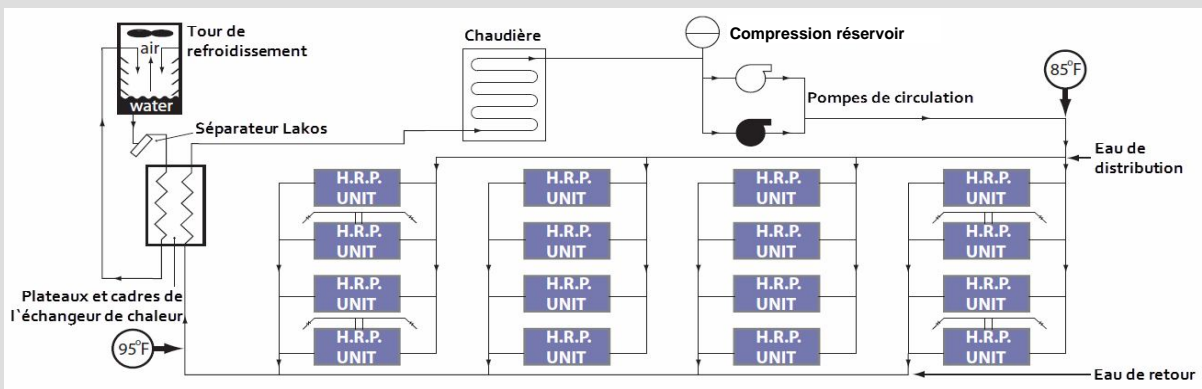 Tour de
refroidissement
air
water
Séparateur Lakos
Chaudière
Compression réservoir
Pompes de circulation
85°F
Eau de
distribution
H.R.P.
UNIT
H.R.P.
UNIT
H.R.P.
UNIT
H.R.P.
UNIT
H.R.P.
UNIT
H.R.P.
UNIT
H.R.P.
UNIT
H.R.P.
UNIT
H.R.P.
UNIT
H.R.P.
UNIT
H.R.P.
UNIT
H.R.P.
UNIT
H.R.P.
UNIT
H.R.P.
UNIT
H.R.P.
UNIT
H.R.P.
UNIT
Plateaux et cadres de
l`échangeur de chaleur
95°F
Eau de retour